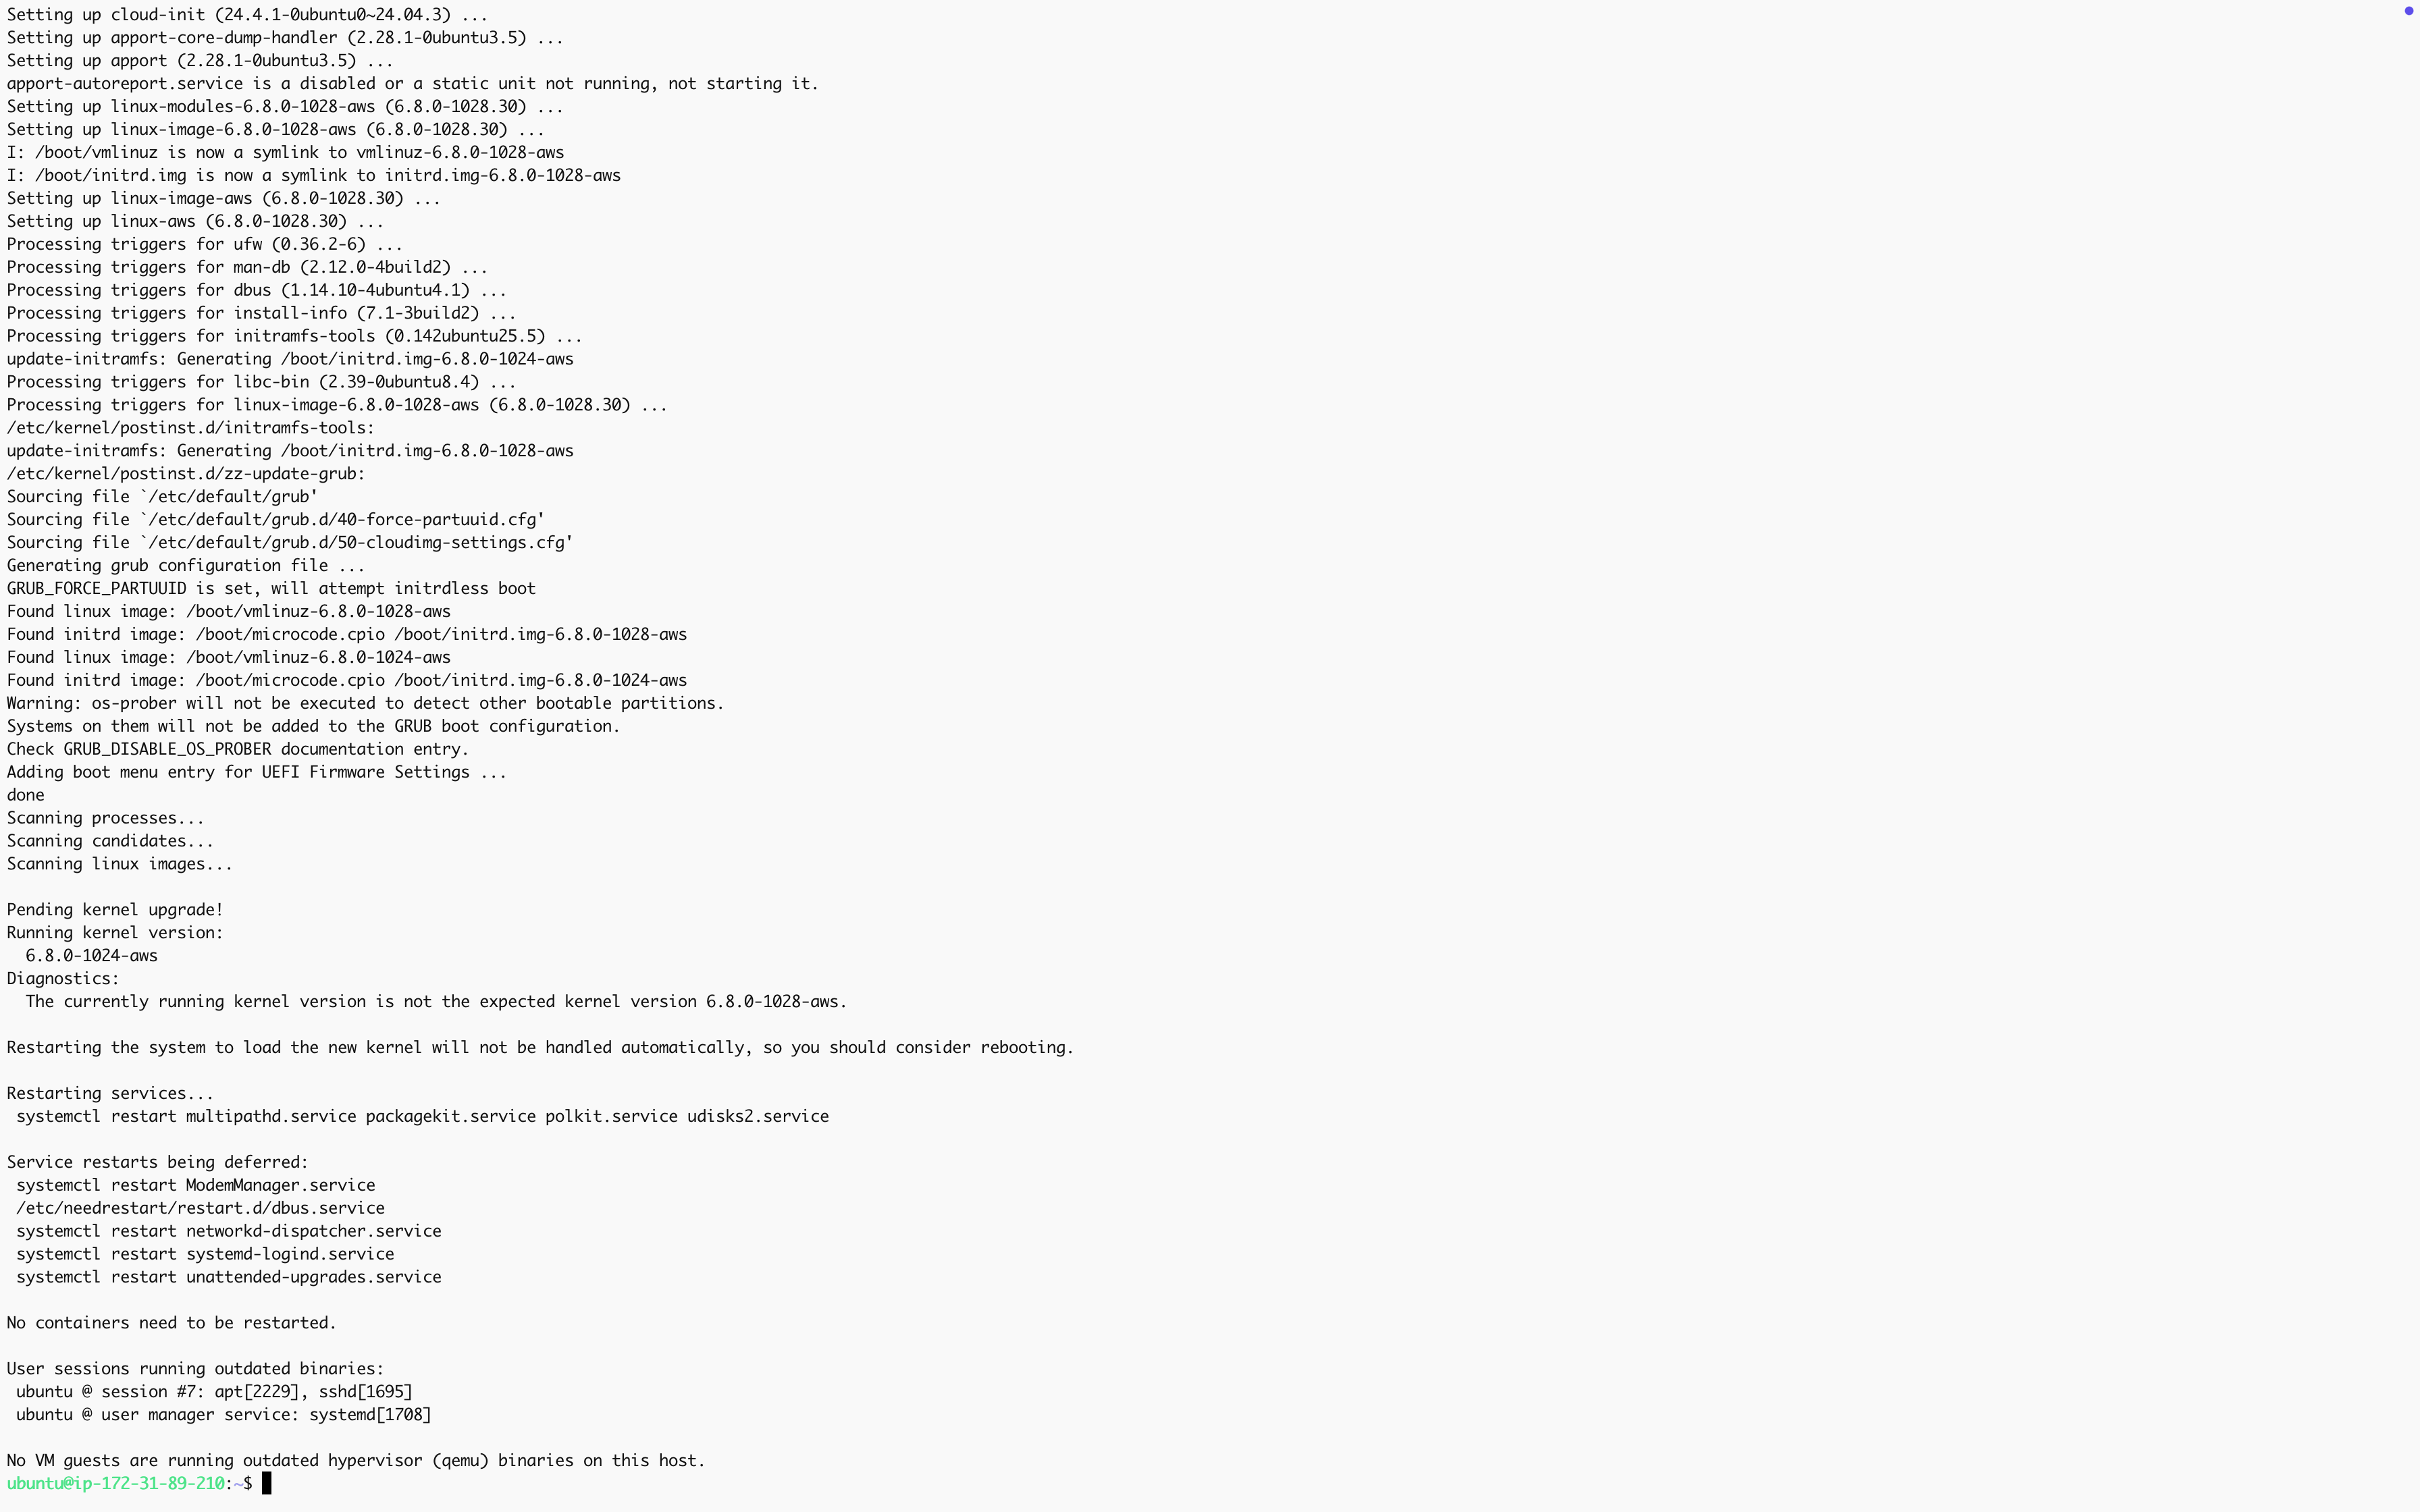 Setting up cloud-init (24.4.1-0ubuntu0~24.04.3) ...
Setting up apport-core-dump-handler (2.28.1-0ubuntu3.5) ...
Setting up apport (2.28.1-0ubuntu3.5) ...
apport-autoreport.service is a disabled or a static unit not running, not starting it.
Setting up linux-modules-6.8.0-1028-aws (6.8.0-1028.30) ...
Setting up linux-image-6.8.0-1028-aws (6.8.0-1028.30) ...
I: /boot/vmlinuz is now a symlink to vmlinuz-6.8.0-1028-aws
I: /boot/initrd.img is now a symlink to initrd.img-6.8.0-1028-aws
Setting up linux-image-aws (6.8.0-1028.30) ...
Setting up linux-aws (6.8.0-1028.30) ...
Processing triggers for ufw (0.36.2-6) ...
Processing triggers for man-db (2.12.0-4build2) ...
Processing triggers for dbus (1.14.10-4ubuntu4.1) ...
Processing triggers for install-info (7.1-3build2) ...
Processing triggers for initramfs-tools (0.142ubuntu25.5) ...
update-initramfs: Generating /boot/initrd.img-6.8.0-1024-aws
Processing triggers for libc-bin (2.39-0ubuntu8.4) ...
Processing triggers for linux-image-6.8.0-1028-aws (6.8.0-1028.30) ...
/etc/kernel/postinst.d/initramfs-tools:
update-initramfs: Generating /boot/initrd.img-6.8.0-1028-aws
/etc/kernel/postinst.d/zz-update-grub:
Sourcing file `/etc/default/grub'
Sourcing file `/etc/default/grub.d/40-force-partuuid.cfg'
Sourcing file `/etc/default/grub.d/50-cloudimg-settings.cfg'
Generating grub configuration file ...
GRUB_FORCE_PARTUUID is set, will attempt initrdless boot
Found linux image: /boot/vmlinuz-6.8.0-1028-aws
Found initrd image: /boot/microcode.cpio /boot/initrd.img-6.8.0-1028-aws
Found linux image: /boot/vmlinuz-6.8.0-1024-aws
Found initrd image: /boot/microcode.cpio /boot/initrd.img-6.8.0-1024-aws
Warning: os-prober will not be executed to detect other bootable partitions.
Systems on them will not be added to the GRUB boot configuration.
Check GRUB_DISABLE_OS_PROBER documentation entry.
Adding boot menu entry for UEFI Firmware Settings ...
done
Scanning processes...
Scanning candidates...
Scanning linux images...

Pending kernel upgrade!
Running kernel version:
  6.8.0-1024-aws
Diagnostics:
  The currently running kernel version is not the expected kernel version 6.8.0-1028-aws.

Restarting the system to load the new kernel will not be handled automatically, so you should consider rebooting.

Restarting services...
 systemctl restart multipathd.service packagekit.service polkit.service udisks2.service

Service restarts being deferred:
 systemctl restart ModemManager.service
 /etc/needrestart/restart.d/dbus.service
 systemctl restart networkd-dispatcher.service
 systemctl restart systemd-logind.service
 systemctl restart unattended-upgrades.service

No containers need to be restarted.

User sessions running outdated binaries:
 ubuntu @ session #7: apt[2229], sshd[1695]
 ubuntu @ user manager service: systemd[1708]

No VM guests are running outdated hypervisor (qemu) binaries on this host.
ubuntu@ip-172-31-89-210:~$